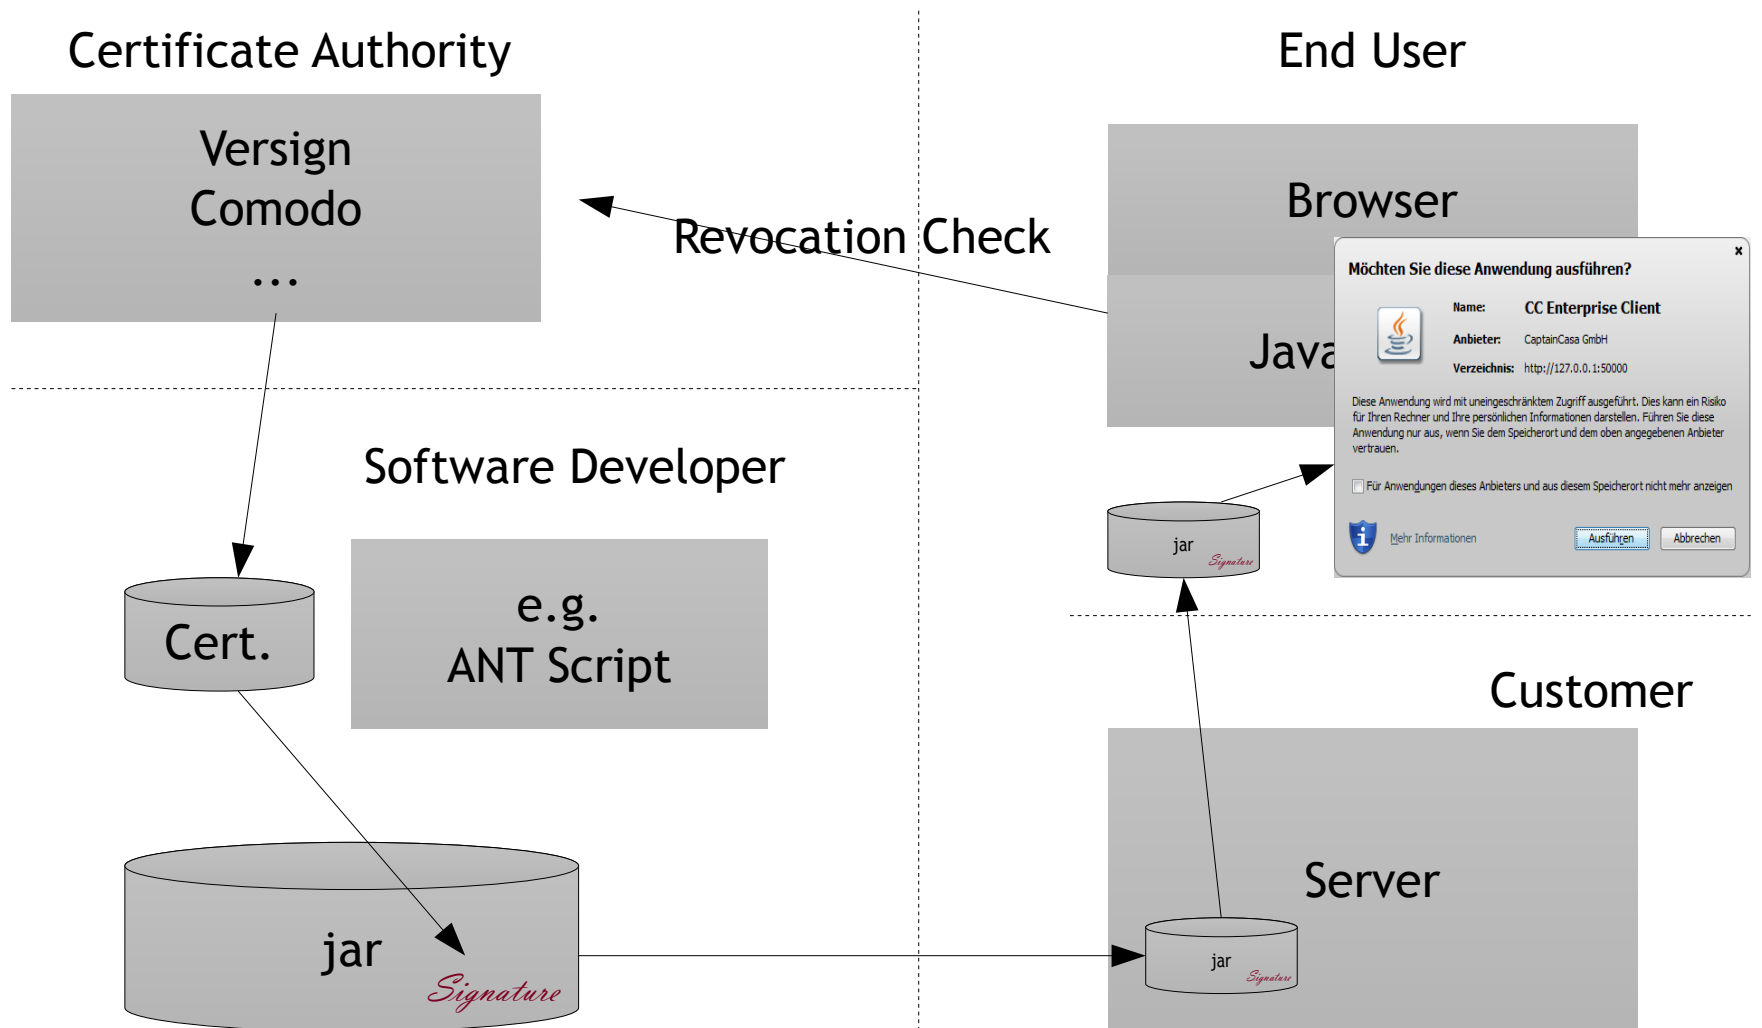 Certificate Authority
Versign
Comodo
...
Revocation Check
End User
Browser
Java
Möchten Sie diese Anwendung ausführen?
Name: CC Enterprise Client
Anbieter: CaptainCasa GmbH
Verzeichnis: http://127.0.0.1:50000
Diese Anwendung wird mit uneingeschränktem Zugriff ausgeführt. Dies kann ein Risiko
für Ihren Rechner und Ihre persönlichen Informationen darstellen. Führen Sie diese
Anwendung nur aus, wenn Sie dem Speicherort und dem oben angegebenen Anbieter
vertrauen.
Für Anwendungen dieses Anbieters und aus diesem Speicherort nicht mehr anzeigen
Mehr Informationen
Ausführen
Abbrechen
jar
Signature
Software Developer
Cert.
e.g.
ANT Script
jar
Signature
Customer
Server
jar
Signature